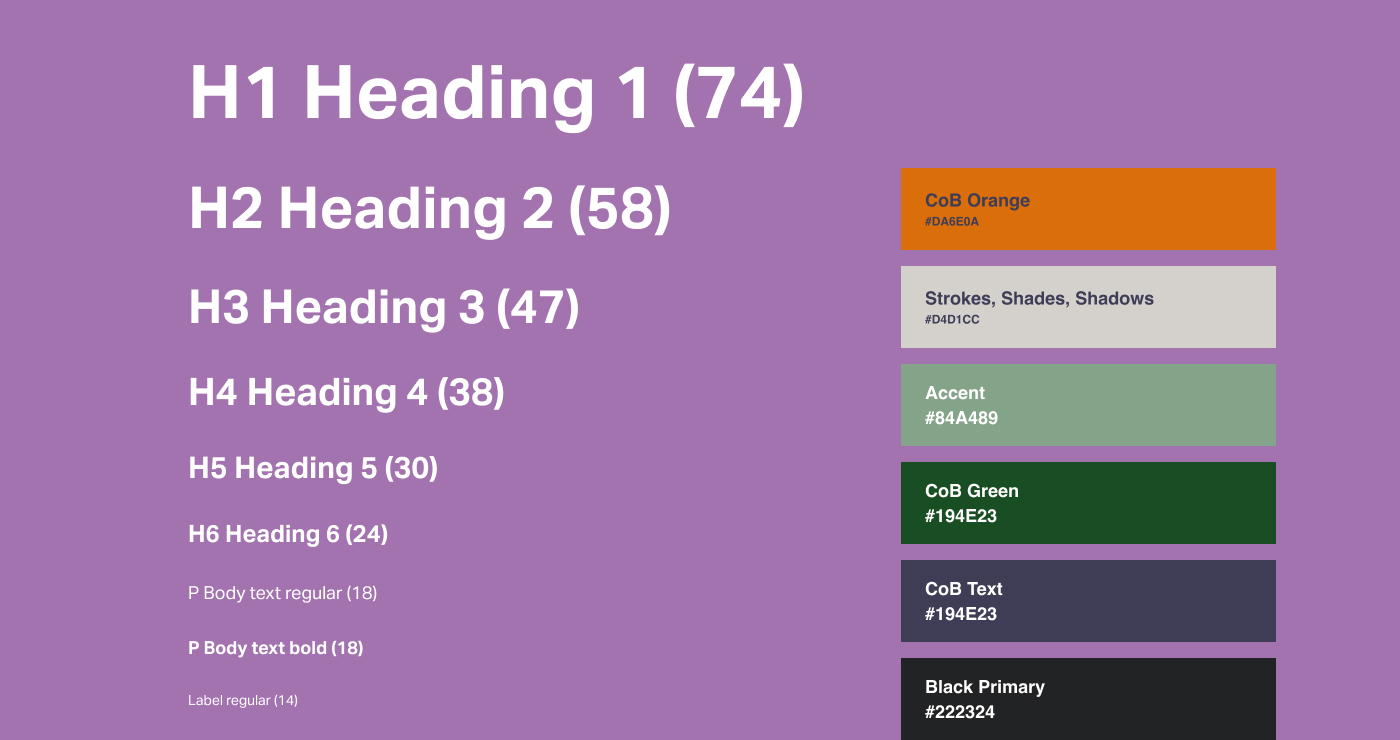 H1 Heading 1 (74)
H2 Heading 2 (58)
H3 Heading 3 (47)
H4 Heading 4 (38)
H5 Heading 5 (30)
H6 Heading 6 (24)
P Body text regular (18)
P Body text bold (18)
Label regular (14)
CoB Orange
#DA6E0A
Strokes, Shades, Shadows
#D4D1CC
Accent
#84A489
CoB Green
#194E23
CoB Text
#194E23
Black Primary
#222324